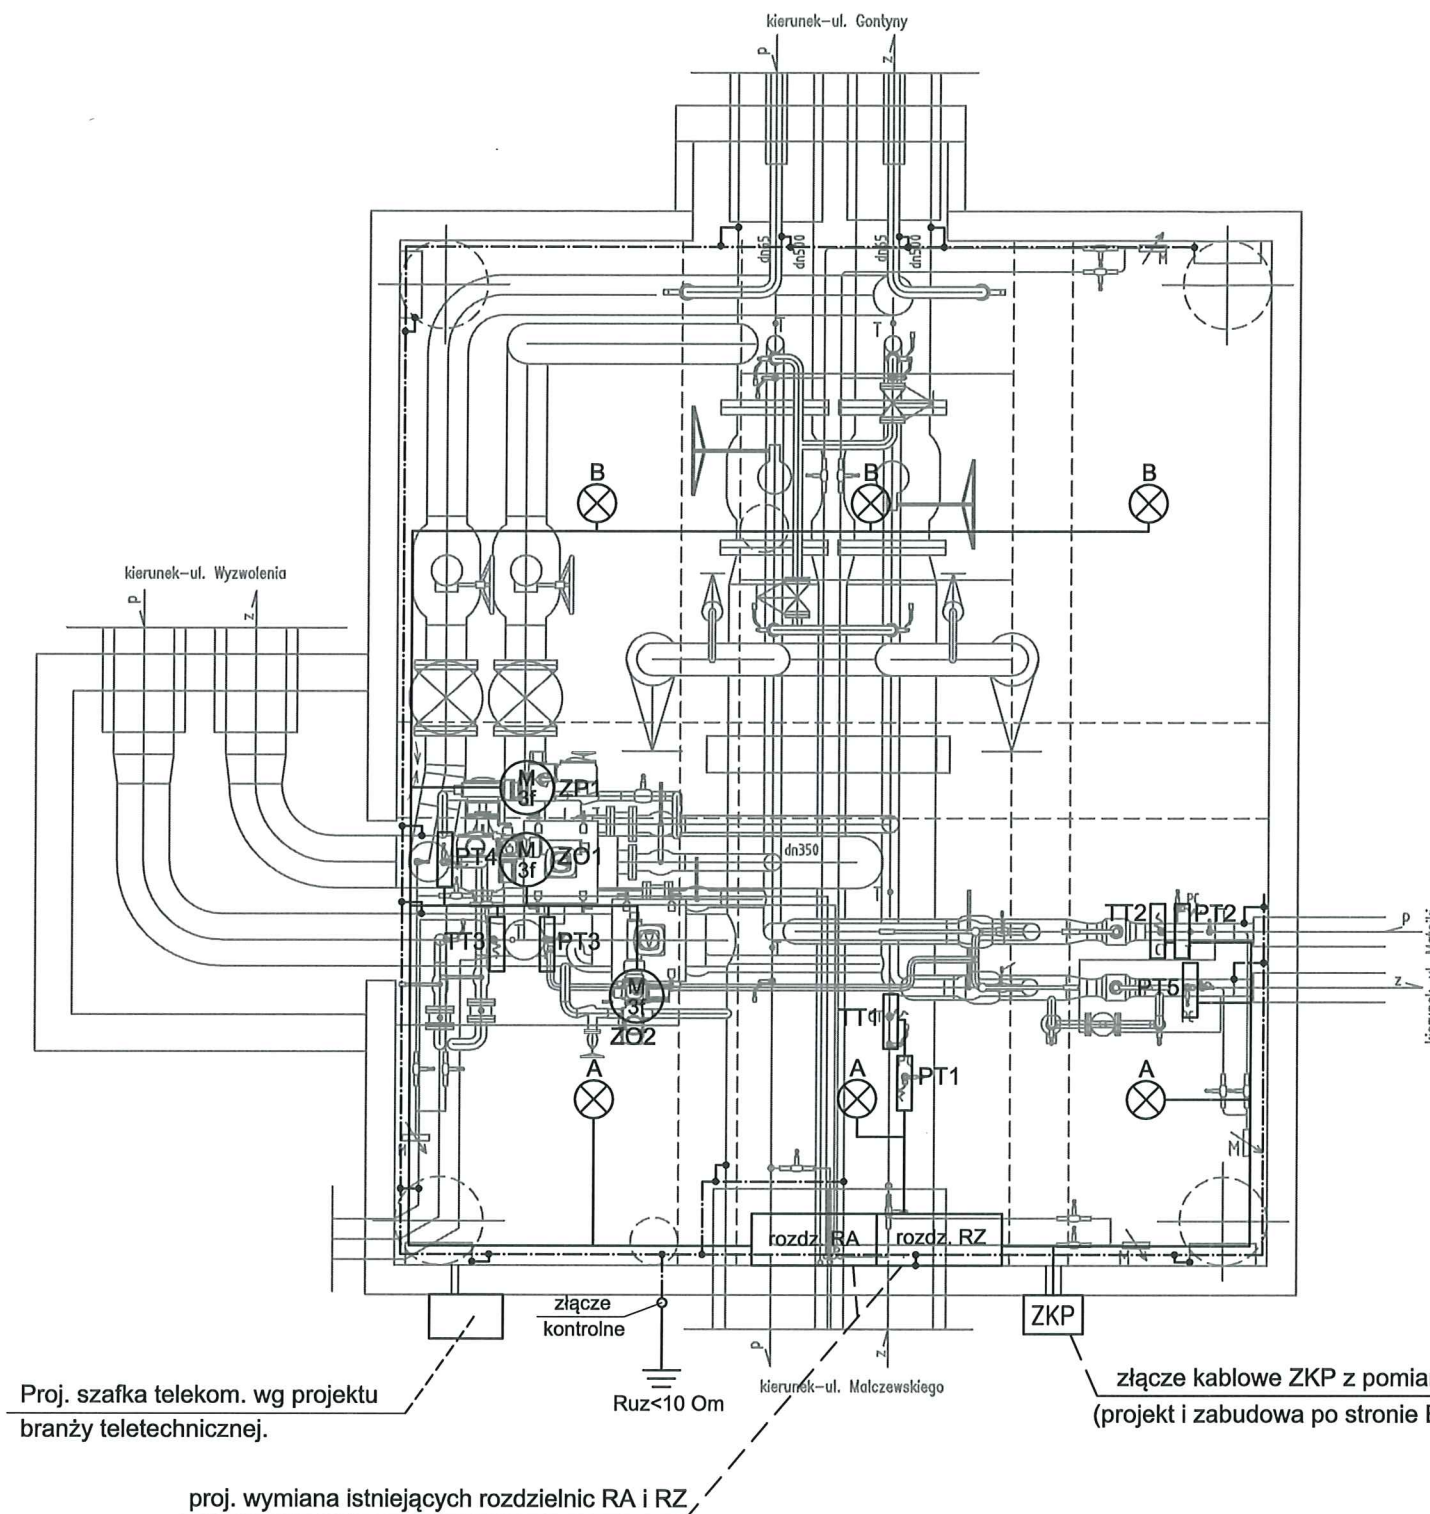 kierunek-ul. Gontyny
p
z
dn65
dn500
dn65
dn500
M
T
T
B
B
B
kierunek-ul. Wyzwolenia
p
z
M
3f
ZP1
T
PT4
M
3f
ZO1
dn350
T
TT3
T
PT3
V
TT2
PT2
p
PT5
z
M
3f
ZO2
TT1
A
A
PT1
A
M
M
rozdz. RA
rozdz. RZ
M
złącze
kontrolne
ZKP
p
z
kierunek-ul. Malczewskiego
Ruz<10 Om
Proj. szafka telekom. wg projektu
branży teletechnicznej.
złącze kablowe ZKP z
(projekt i zabudowa po stronie
proj. wymiana istniejących rozdzielnic RA i RZ